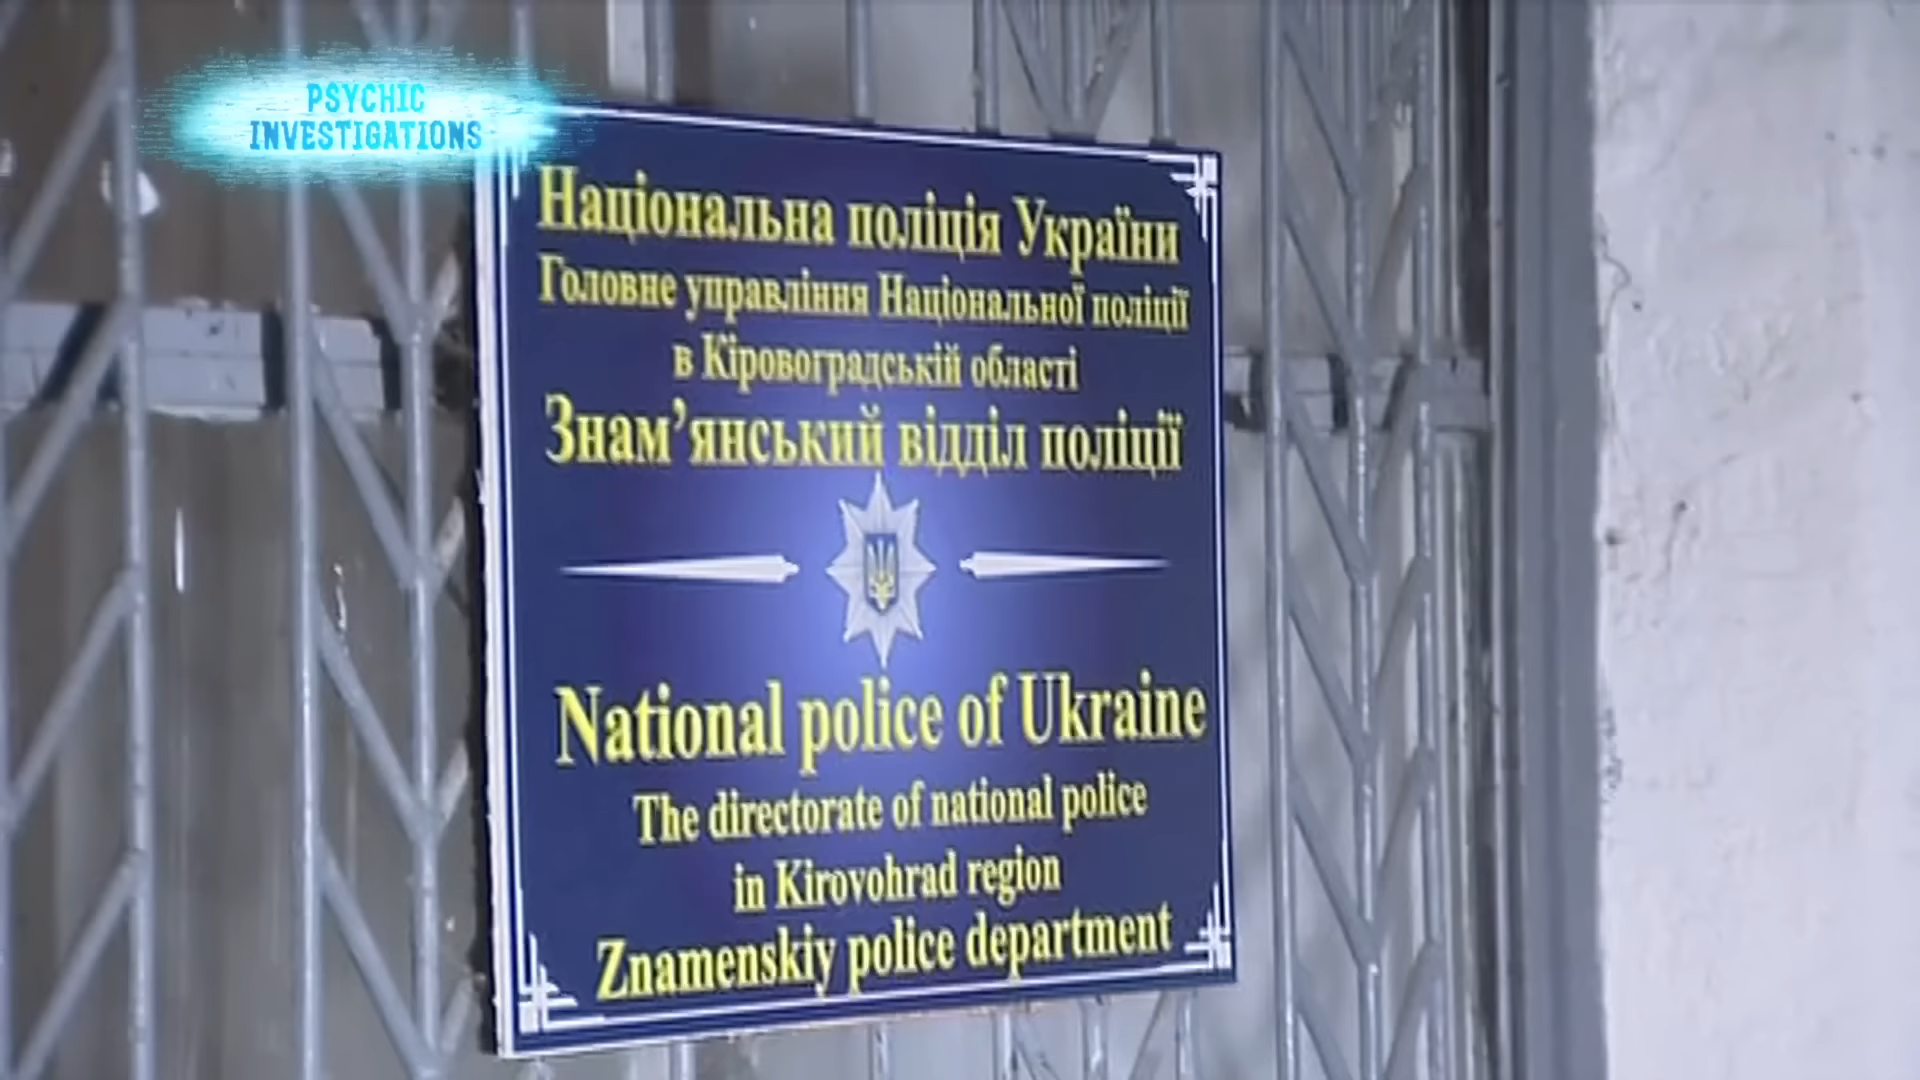 PSYCHIC
INVESTIGATIONS
Національна поліція України
Головне управління Національної поліції
в Кіровоградській області
Знам’янський відділ поліції
National police of Ukraine
The directorate of national police
in Kirovohrad region
Znamenskiy police department